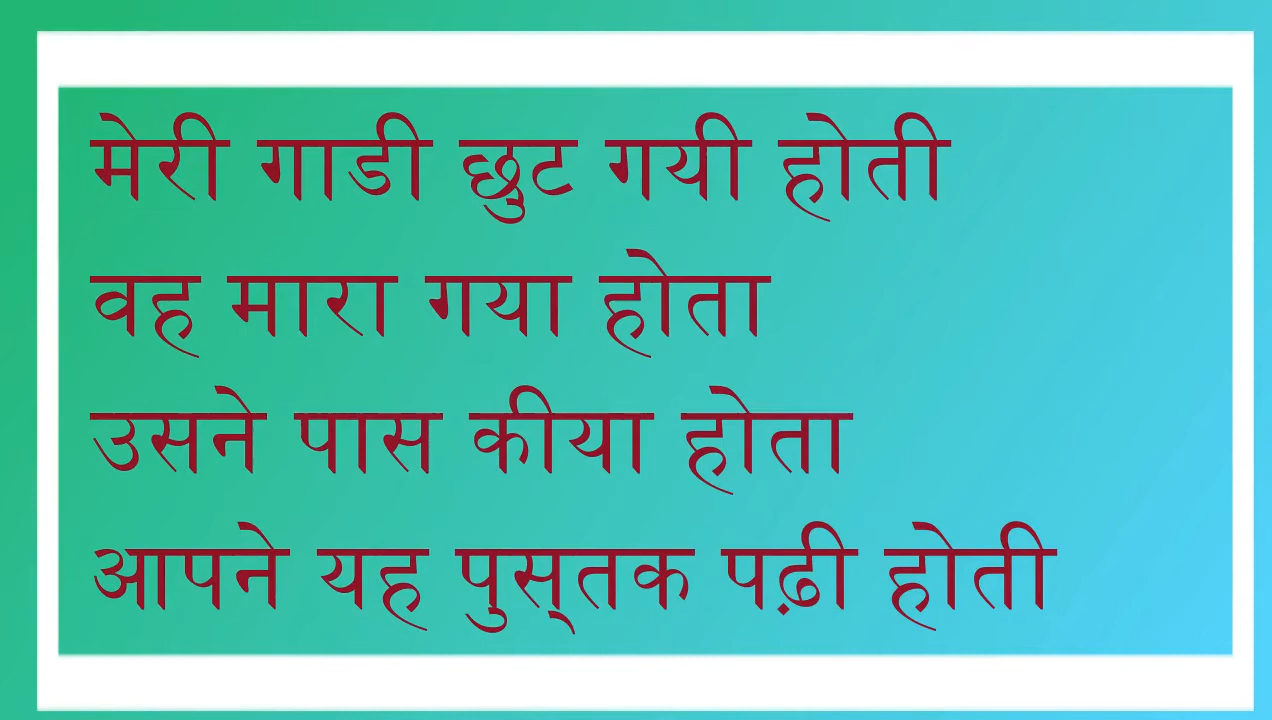 मेरी गाडी छुट गयी होती
वह मारा गया होता
उसने पास कीया होता
आपने यह पुस्‌तक पढ़ी होती